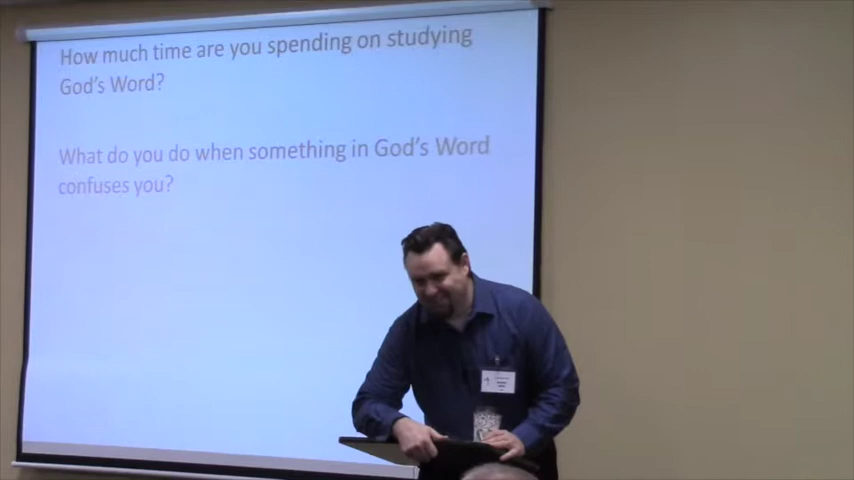 How much time are you spending on studying
God's Word?
What do you do when something in God's Word
confuses you?